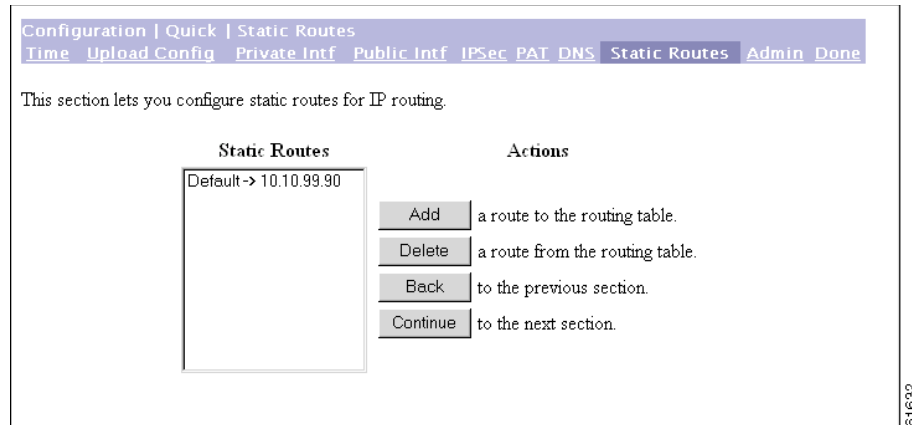 Configuration | Quick | Static Routes
Time Upload Config Private Intf Public Intf IPSec PAT DNS Static Routes Admin Done
This section lets you configure static routes for IP routing.
Static Routes Actions
Default -> 10.10.99.90
Add a route to the routing table.
Delete a route from the routing table.
Back to the previous section.
Continue to the next section.
61632